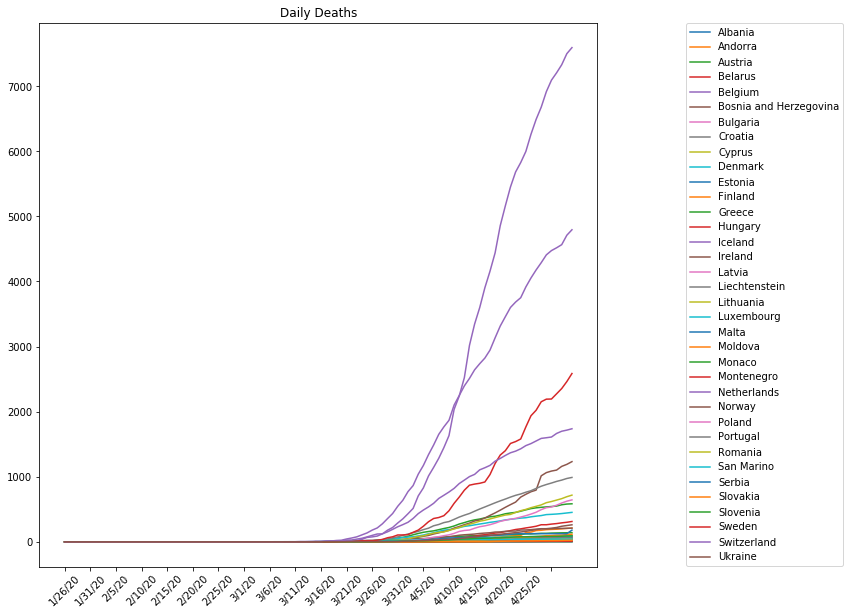 Daily Deaths
7000
6000
5000
4000
3000
2000
1000
0
1/26/20
1/31/20
2/5/20
2/10/20
2/15/20
2/20/20
2/25/20
3/1/20
3/6/20
3/11/20
3/16/20
3/21/20
3/26/20
3/31/20
4/5/20
4/10/20
4/15/20
4/20/20
4/25/20
Albania
Andorra
Austria
Belarus
Belgium
Bosnia and Herzegovina
Bulgaria
Croatia
Cyprus
Denmark
Estonia
Finland
Greece
Hungary
Iceland
Ireland
Latvia
Liechtenstein
Lithuania
Luxembourg
Malta
Moldova
Monaco
Montenegro
Netherlands
Norway
Poland
Portugal
Romania
San Marino
Serbia
Slovakia
Slovenia
Sweden
Switzerland
Ukraine